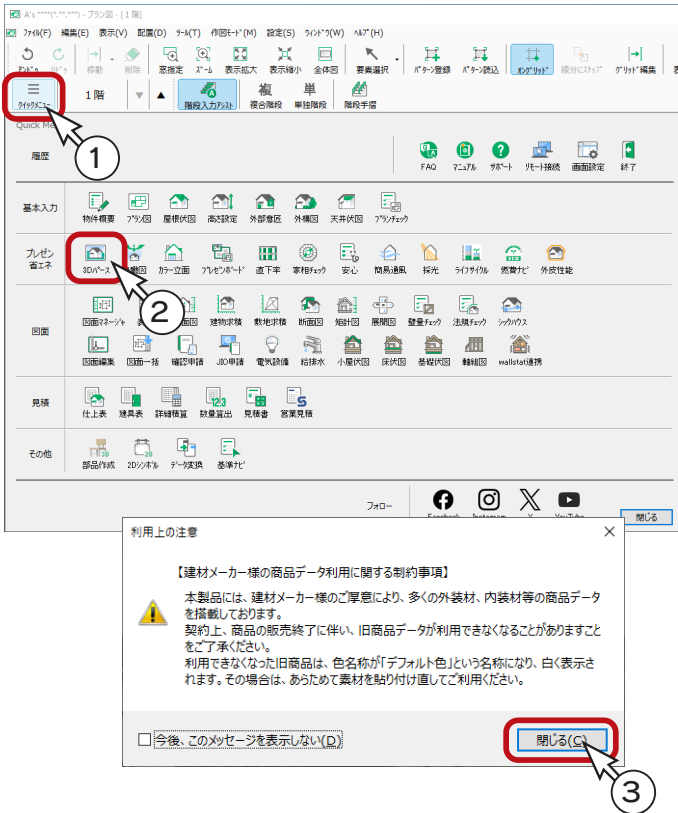 A's ****(*,**,***) - プラン図 - [1 階]
ファイル(F) 編集(E) 表示(V) 配置(D) ツール(T) 作図モード(M) 設定(S) ウィンドウ(W) ヘルプ(H)
アンドゥ リドゥ 移動 削除 窓指定 ズーム 表示拡大 表示縮小 全体図 要素選択 パターン登録 パターン読込 オングリッド 線分にスナップ グリッド編集
クイックメニュー 1 階 階段入力アシスト 複 複合階段 単 単独階段 階段手摺
Quick Me
1
履歴
FAQ マニュアル サポート リモート接続 画面設定 終了
基本入力
物件概要 プラン図 屋根伏図 高さ設定 外部意匠 外構図 天井伏図 プランチェック
プレゼン
省エネ
3Dパース カラー立面 プレゼンボード 直下率 家相チェック 安心 簡易通風 採光 ライフサイクル 燃費ナビ 外皮性能
2
図面
図面マネージャ 面図 建物求積 敷地求積 断面図 矩計図 展開図 壁量チェック 法規チェック シックハウス
図面編集 図面一括 確認申請 JIO申請 電気設備 給排水 小屋伏図 床伏図 基礎伏図 軸組図 wallstat連携
見積
仕上表 建具表 詳細積算 数量算出 見積書 営業見積
その他
部品作成 2Dシンボル データ変換 基準ナビ
フォロー
Facebook Instagram X YouTube
閉じる
利用上の注意
【建材メーカー様の商品データ利用に関する制約事項】
本製品には、建材メーカー様のご厚意により、多くの外装材、内装材等の商品データ
を搭載しております。
契約上、商品の販売終了に伴い、旧商品データが利用できなくなることがありますこと
をご了承ください。
利用できなくなった旧商品は、色名称が「デフォルト色」という名称になり、白く表示さ
れます。その場合は、あらためて素材を貼り付け直してご利用ください。
今後、このメッセージを表示しない(D)
閉じる(C)
3